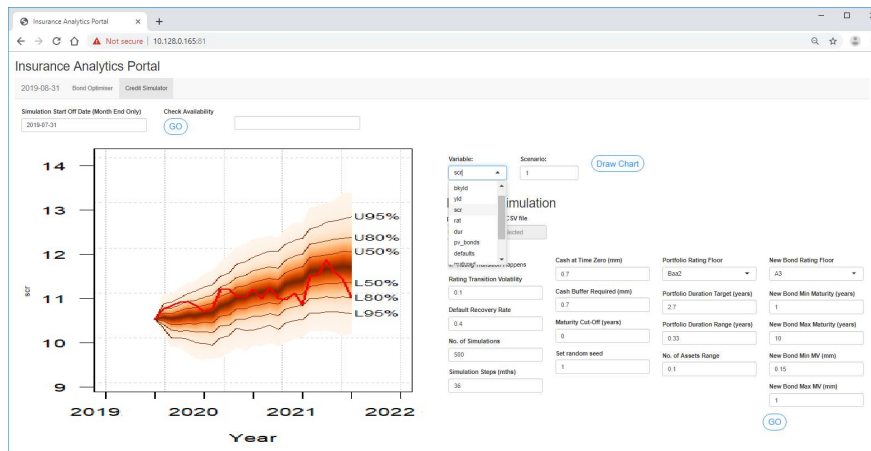 Insurance Analytics Portal
Not secure | 10.128.0.165:81
Insurance Analytics Portal
2019-08-31 Bond Optimiser Credit Simulator
Simulation Start Off Date (Month End Only) Check Availability
2019-07-31 GO
Variable: Scenario:
scr 1 Draw Chart
bkyld
yld
scr
rat
dur
pv_bonds
defaults
imulation
CSV file
Happens
Rating Transition Volatility
0.1
Default Recovery Rate
0.4
No. of Simulations
500
Simulation Steps (mths)
36
Cash at Time Zero (mm)
0.7
Cash Buffer Required (mm)
0.7
Maturity Cut-Off (years)
0
Set random seed
1
Portfolio Rating Floor
Baa2
Portfolio Duration Target (years)
2.7
Portfolio Duration Range (years)
0.33
No. of Assets Range
0.1
New Bond Rating Floor
A3
New Bond Min Maturity (years)
1
New Bond Max Maturity (years)
10
New Bond Min MV (mm)
0.15
New Bond Max MV (mm)
1
GO
14
13
12
11
10
9
scr
U95%
U80%
U50%
L50%
L80%
L95%
2019 2020 2021 2022
Year